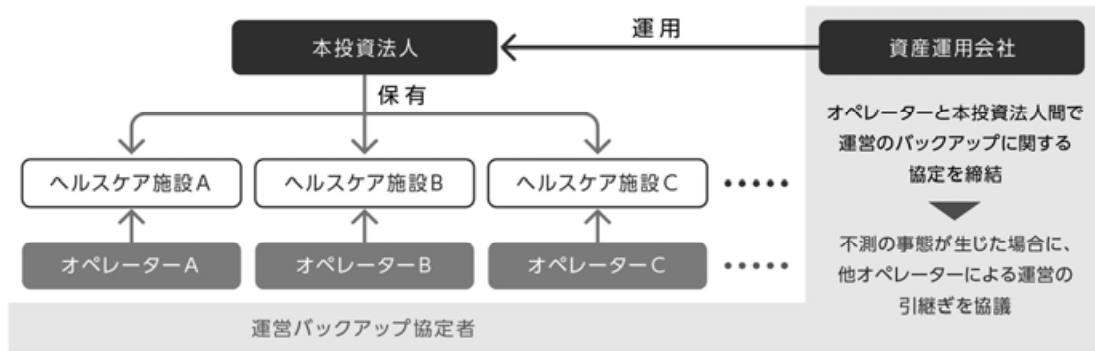 本投資法人
運用
資産運用会社
保有
ヘルスケア施設A
ヘルスケア施設B
ヘルスケア施設C
•••••
オペレーターA
オペレーターB
オペレーターC
•••••
運営バックアップ協定者
オペレーターと本投資法人間で
運営のバックアップに関する
協定を締結
不測の事態が生じた場合に、
他オペレーターによる運営の
引継ぎを協議